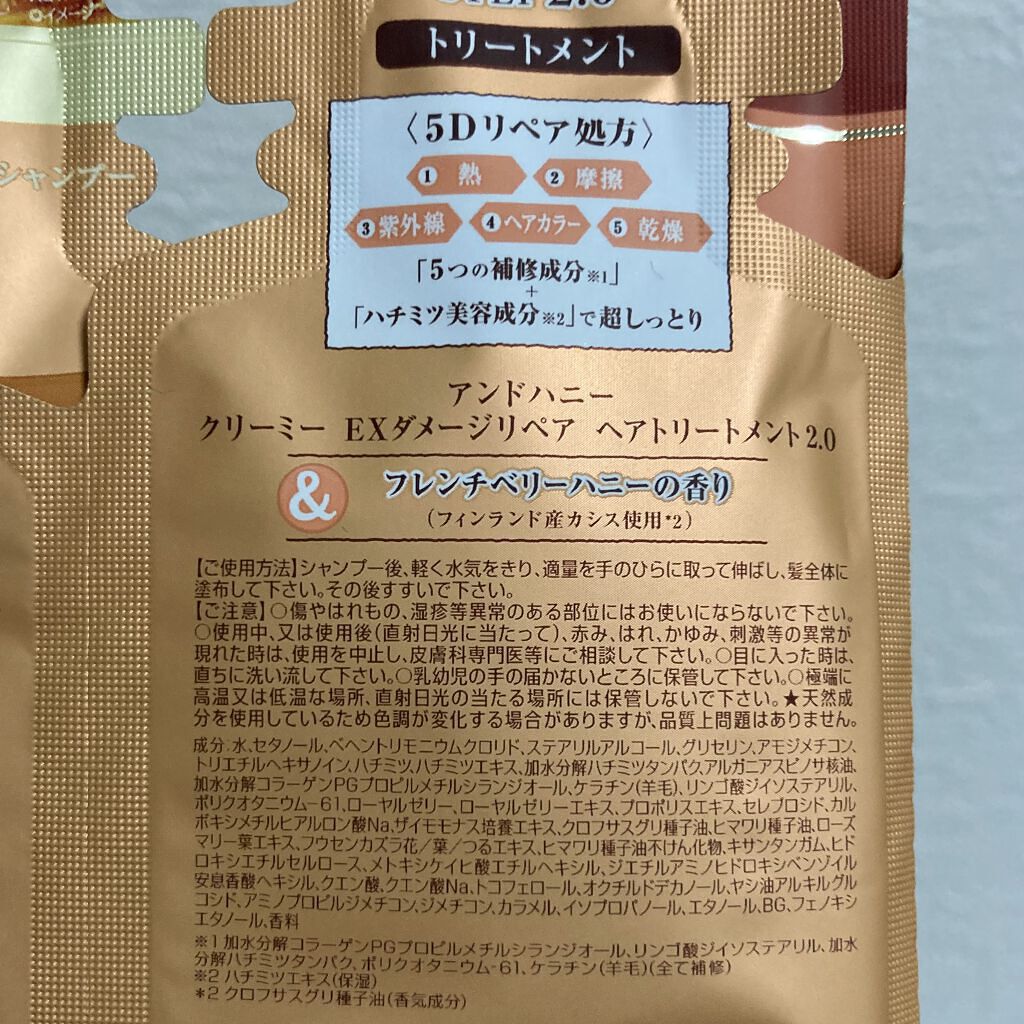 イメージ
STEP 2.0
トリートメント
シャンプー
〈5Dリペア処方〉
1 熱 2 摩擦
3 紫外線 4 ヘアカラー 5 乾燥
「5つの補修成分※1」
+
「ハチミツ美容成分※2」で超しっとり
アンドハニー
クリーミー EXダメージリペア ヘアトリートメント2.0
& フレンチベリーハニーの香り
(フィンランド産カシス使用*2)
【ご使用方法】シャンプー後、軽く水気をきり、適量を手のひらに取って伸ばし、髪全体に
塗布して下さい。その後すすいで下さい。
【ご注意】○傷やはれもの、湿疹等異常のある部位にはお使いにならないで下さい。
○使用中、又は使用後(直射日光に当たって)、赤み、はれ、かゆみ、刺激等の異常が
現れた時は、使用を中止し、皮膚科専門医等にご相談して下さい。○目に入った時は、
直ちに洗い流して下さい。○乳幼児の手の届かないところに保管して下さい。○極端に
高温又は低温な場所、直射日光の当たる場所には保管しないで下さい。★天然成
分を使用しているため色調が変化する場合がありますが、品質上問題はありません。
成分:水、セタノール、ベヘントリモニウムクロリド、ステアリルアルコール、グリセリン、アモジメチコン、
トリエチルヘキサノイン、ハチミツ、ハチミツエキス、加水分解ハチミツタンパク、アルガニアスピノサ核油、
加水分解コラーゲンPGプロピルメチルシランジオール、ケラチン(羊毛)、リンゴ酸ジイソステアリル、
ポリクオタニウム-61、ローヤルゼリー、ローヤルゼリーエキス、プロポリスエキス、セレブロシド、カル
ボキシメチルヒアルロン酸Na、ザイモモナス培養エキス、クロフサスグリ種子油、ヒマワリ種子油、ローズ
マリー葉エキス、フウセンカズラ花/葉/つるエキス、ヒマワリ種子油不けん化物、キサンタンガム、ヒド
ロキシエチルセルロース、メトキシケイヒ酸エチルヘキシル、ジエチルアミノヒドロキシベンゾイル
安息香酸ヘキシル、クエン酸、クエン酸Na、トコフェロール、オクチルドデカノール、ヤシ油アルキルグル
コシド、アミノプロピルジメチコン、ジメチコン、カラメル、イソプロパノール、エタノール、BG、フェノキシ
エタノール、香料
※1 加水分解コラーゲンPGプロピルメチルシランジオール、リンゴ酸ジイソステアリル、加水
分解ハチミツタンパク、ポリクオタニウム-61、ケラチン(羊毛)(全て補修)
※2 ハチミツエキス(保湿)
*2 クロフサスグリ種子油(香気成分)